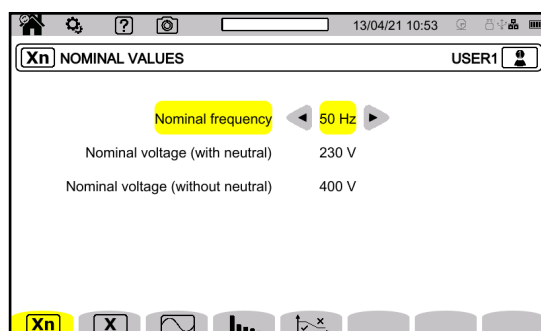 ? 13/04/21 10:53
Xn NOMINAL VALUES USER1
Nominal frequency 50 Hz
Nominal voltage (with neutral) 230 V
Nominal voltage (without neutral) 400 V
Xn X